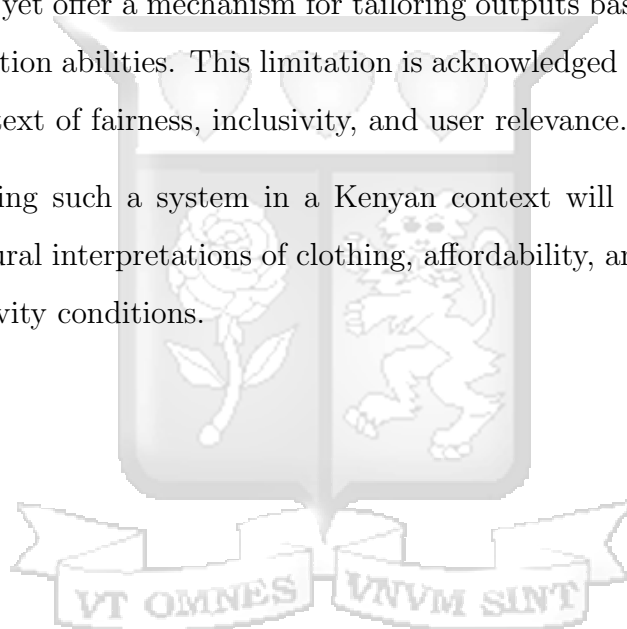 yet offer a mechanism for tailoring outputs bas
tion abilities. This limitation is acknowledged
text of fairness, inclusivity, and user relevance.
ing such a system in a Kenyan context will
ural interpretations of clothing, affordability, an
vity conditions.
VT OMNES VNVM SINT